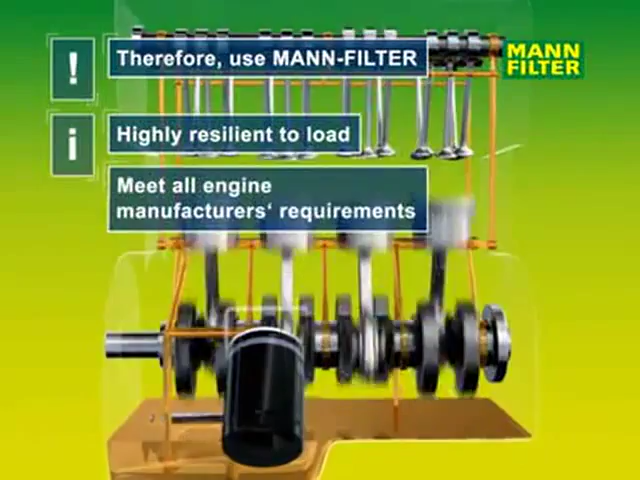 !
Therefore, use MANN-FILTER
MANN
FILTER
i
Highly resilient to load
Meet all engine
manufacturers‘ requirements